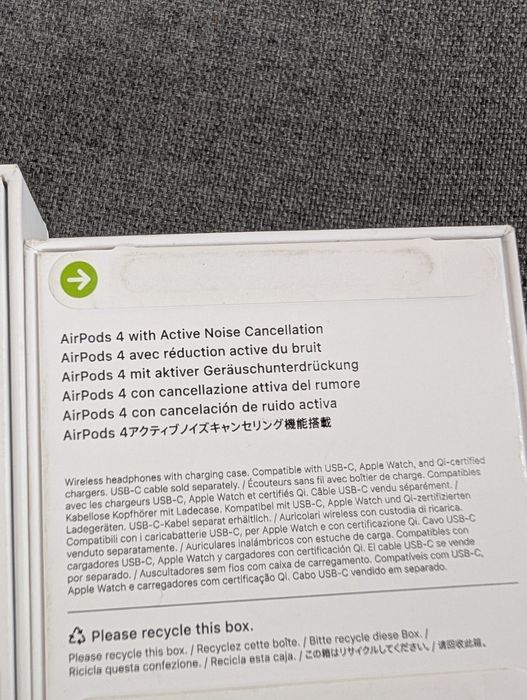 AirPods 4 with Active Noise Cancellation
AirPods 4 avec réduction active du bruit
AirPods 4 mit aktiver Geräuschunterdrückung
AirPods 4 con cancellazione attiva del rumore
AirPods 4 con cancelación de ruido activa
AirPods 4アクティブノイズキャンセリング機能搭載
Wireless headphones with charging case. Compatible with USB-C, Apple Watch, and Qi-certified
chargers. USB-C cable sold separately. / Écouteurs sans fil avec boîtier de charge. Compatibles
avec les chargeurs USB-C, Apple Watch et certifiés Qi. Câble USB-C vendu séparément. /
Kabellose Kopfhörer mit Ladecase. Kompatibel mit USB-C, Apple Watch und Qi-zertifizierten
Ladegeräten. USB-C-Kabel separat erhältlich. / Auricolari wireless con custodia di ricarica.
Compatibili con i caricabatterie USB-C, per Apple Watch e con certificazione Qi. Cavo USB-C
venduto separatamente. / Auriculares inalámbricos con estuche de carga. Compatibles con
cargadores USB-C, Apple Watch y cargadores con certificación Qi. El cable USB-C se vende
por separado. / Auscultadores sem fios com caixa de carregamento. Compatíveis com USB-C,
Apple Watch e carregadores com certificação Qi. Cabo USB-C vendido em separado.
Please recycle this box.
Please recycle this box. / Recyclez cette boîte. / Bitte recycle diese Box. /
Ricicla questa confezione. / Recicla esta caja. / この箱はリサイクルしてください。/ 请回收此箱。